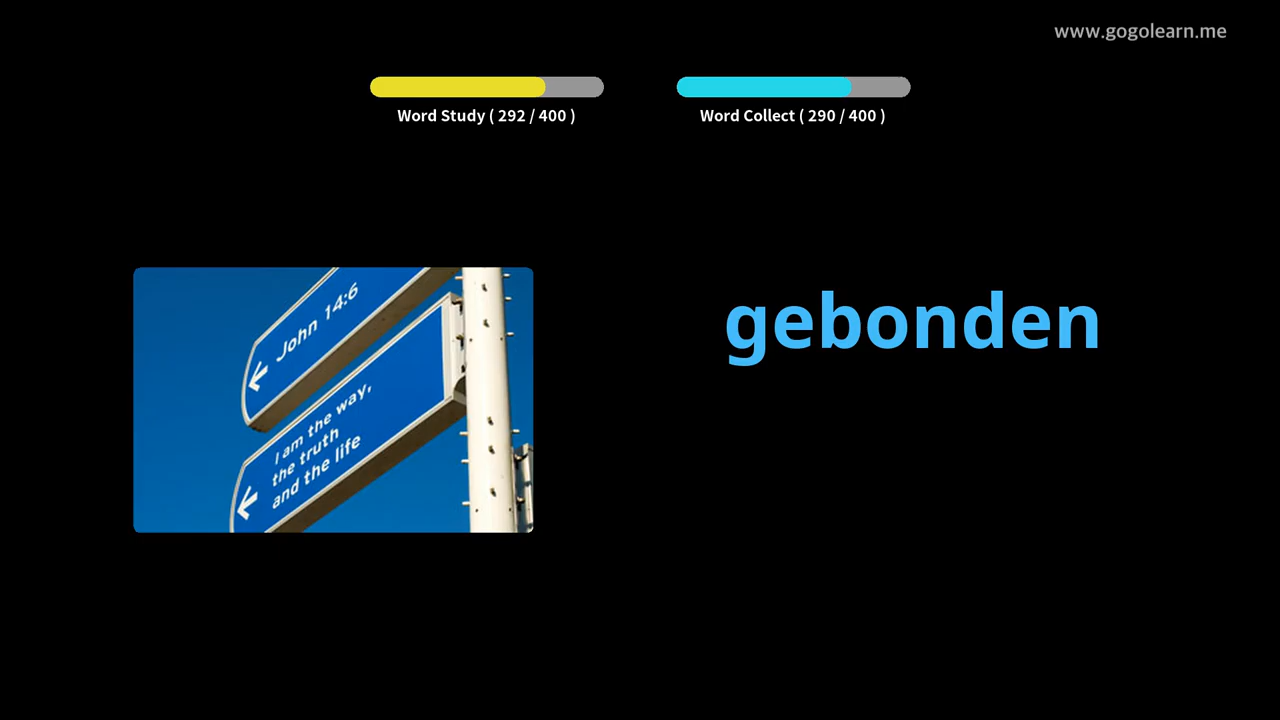 www.gogolearn.me
Word Study ( 292 / 400 )
Word Collect ( 290 / 400 )
John 14:6
I am the way,
the truth
and the life
gebonden